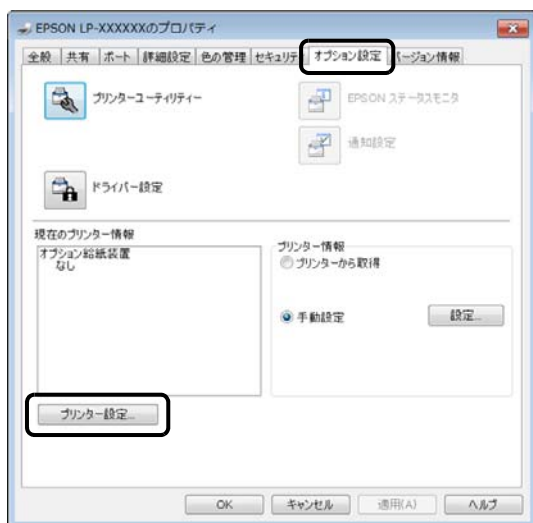 EPSON LP-XXXXXXのプロパティ
全般 共有 ポート 詳細設定 色の管理 セキュリティ オプション設定 バージョン情報
プリンターユーティリティー
EPSON ステータスモニタ
通知設定
ドライバー設定
現在のプリンター情報
オプション給紙装置
なし
プリンター情報
プリンターから取得
手動設定
設定...
プリンター設定...
OK キャンセル 適用(A) ヘルプ